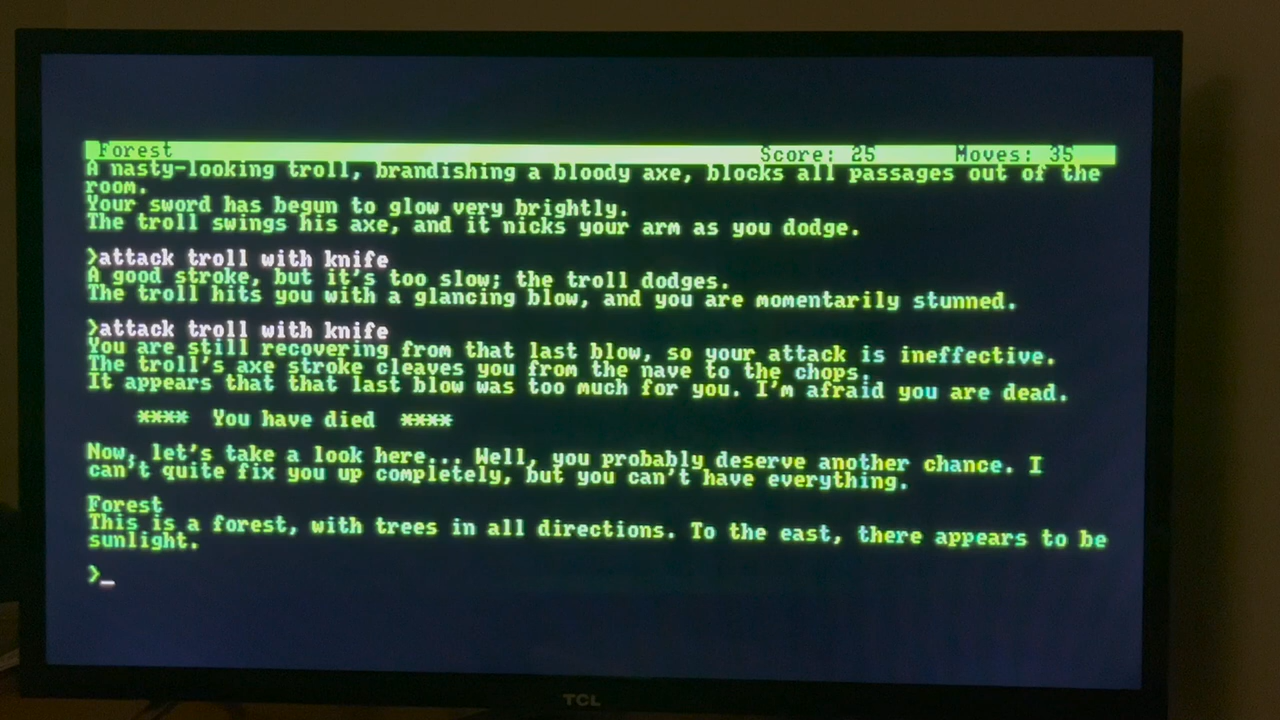 Forest Score: 25 Moves: 35
A nasty-looking troll, brandishing a bloody axe, blocks all passages out of the
room.
Your sword has begun to glow very brightly.
The troll swings his axe, and it nicks your arm as you dodge.
>attack troll with knife
A good stroke, but it's too slow; the troll dodges.
The troll hits you with a glancing blow, and you are momentarily stunned.
>attack troll with knife
You are still recovering from that last blow, so your attack is ineffective.
The troll's axe stroke cleaves you from the nave to the chops.
It appears that that last blow was too much for you. I'm afraid you are dead.
**** You have died ****
Now, let's take a look here... Well, you probably deserve another chance. I
can't quite fix you up completely, but you can't have everything.
Forest
This is a forest, with trees in all directions. To the east, there appears to be
sunlight.
>_
TCL